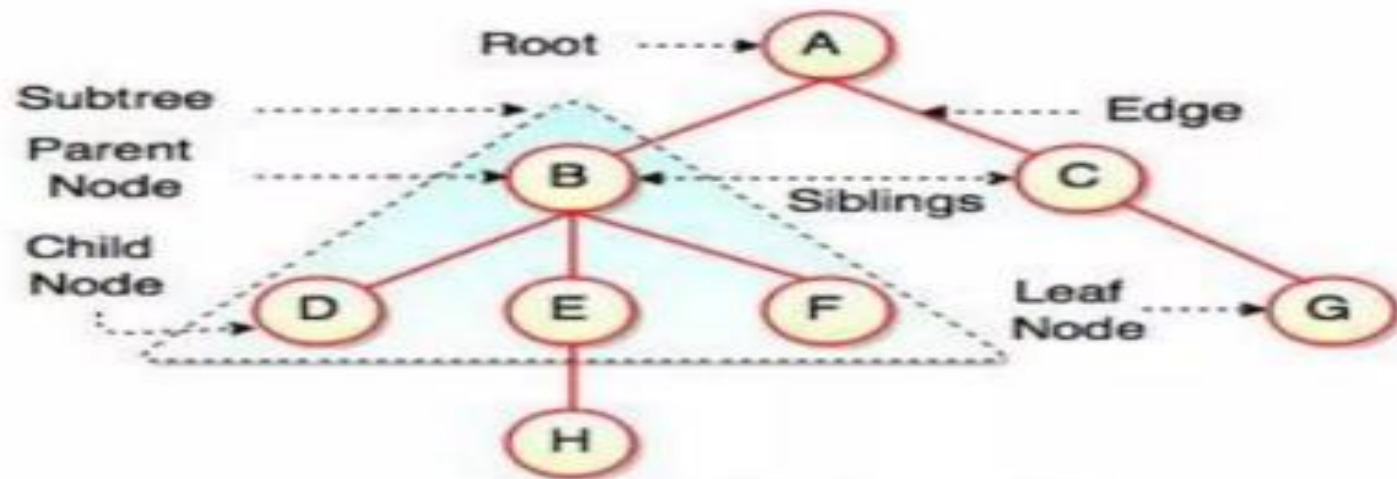 Root
A
Subtree
Edge
Parent
Node
B
Siblings
C
Child
Node
D
E
F
Leaf
Node
G
H